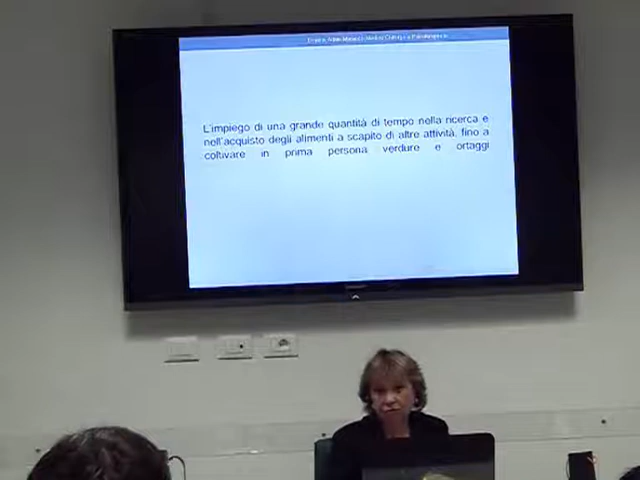 L'impiego di una grande quantità di tempo nella ricerca e
nell'acquisto degli alimenti a scapito di altre attività, fino a
coltivare in prima persona verdure e ortaggi